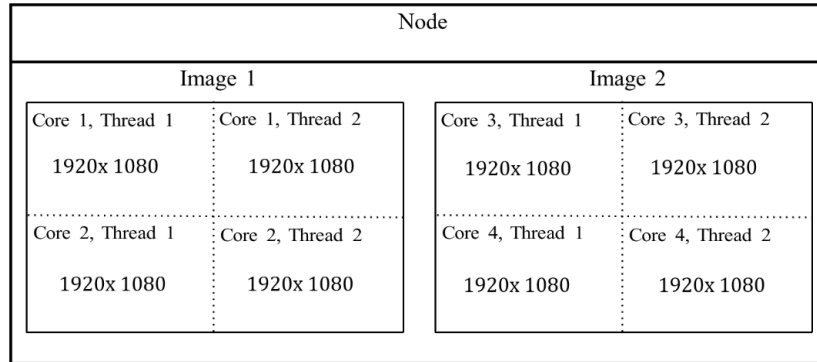 Node
Image 1
Image 2
Core 1, Thread 1
Core 1, Thread 2
1920x 1080
1920x 1080
Core 2, Thread 1
Core 2, Thread 2
1920x 1080
1920x 1080
Core 3, Thread 1
Core 3, Thread 2
1920x 1080
1920x 1080
Core 4, Thread 1
Core 4, Thread 2
1920x 1080
1920x 1080